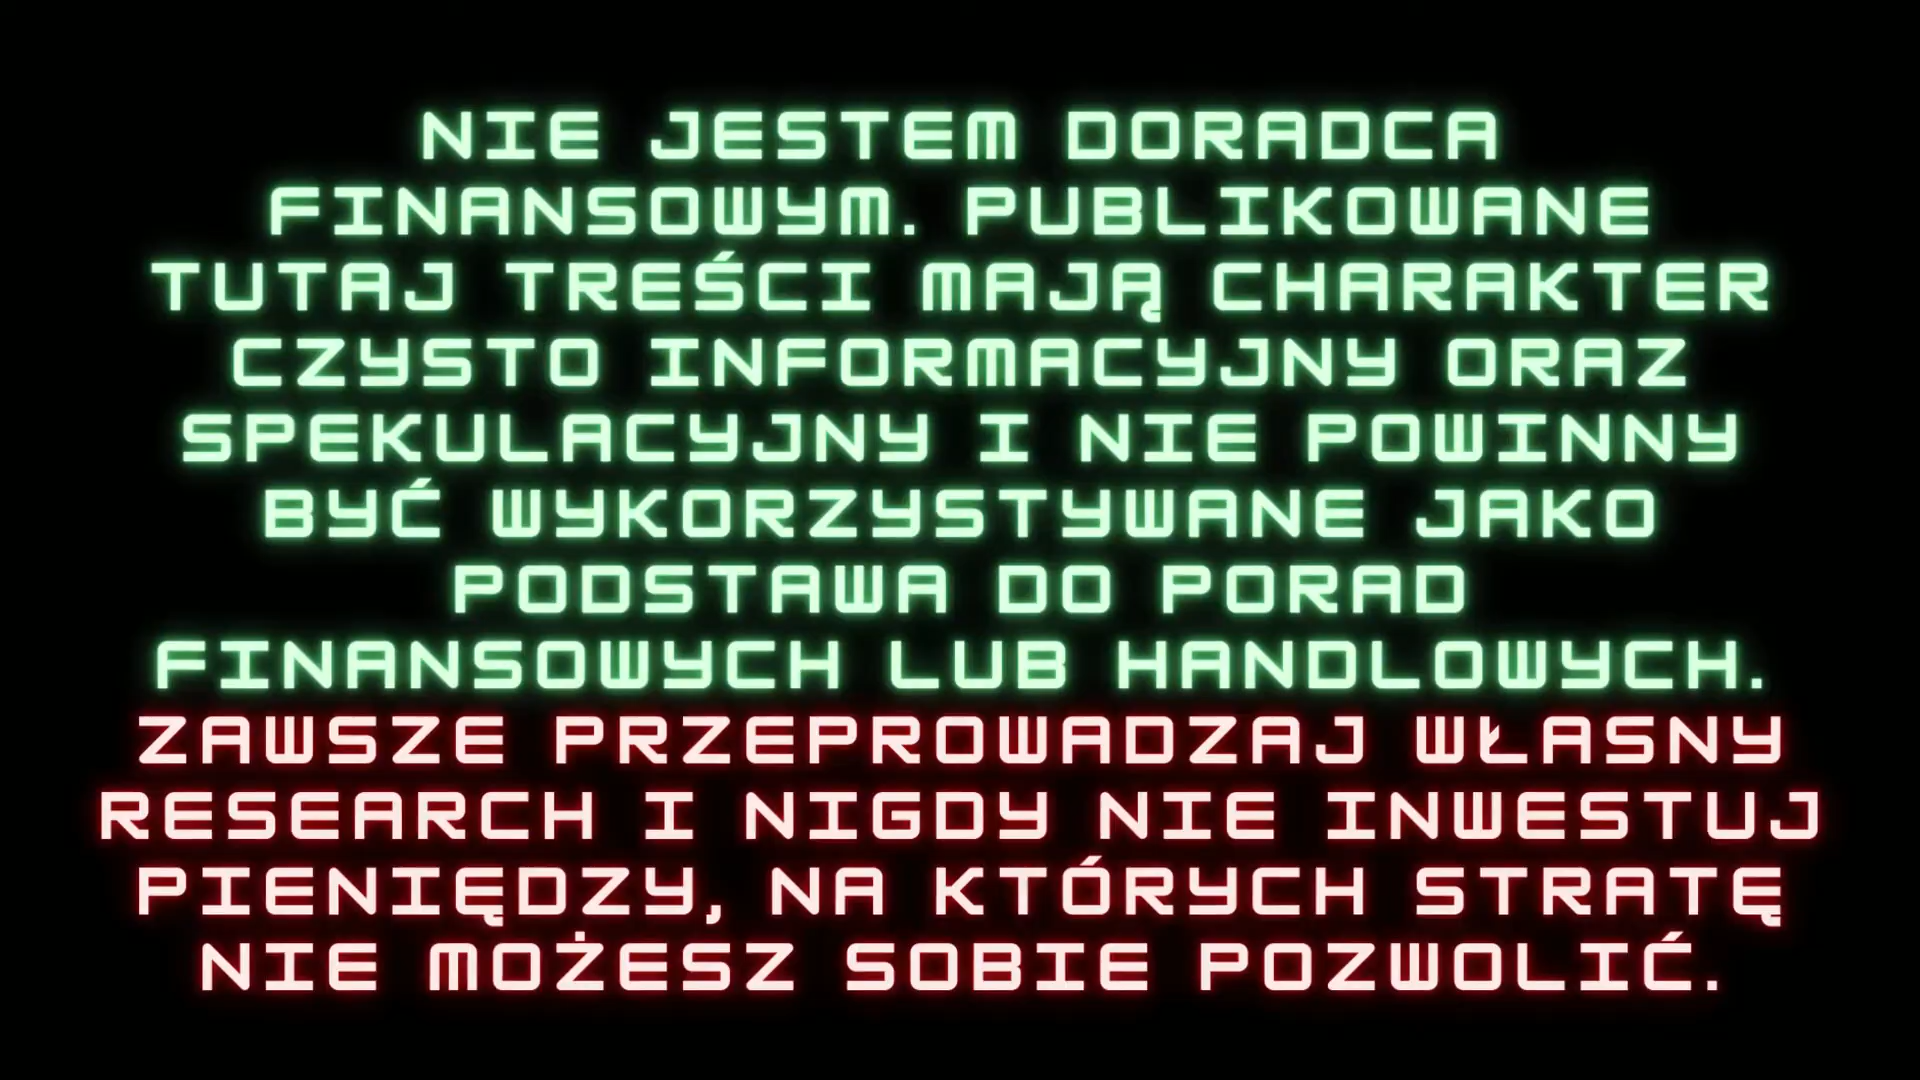 NIE JESTEM DORADCA
FINANSOWYM. PUBLIKOWANE
TUTAJ TREŚCI MAJĄ CHARAKTER
CZYSTO INFORMACYJNY ORAZ
SPEKULACYJNY I NIE POWINNY
BYĆ WYKORZYSTYWANE JAKO
PODSTAWA DO PORAD
FINANSOWYCH LUB HANDLOWYCH.
ZAWSZE PRZEPROWADZAJ WŁASNY
RESEARCH I NIGDY NIE INWESTUJ
PIENIĘDZY, NA KTÓRYCH STRATĘ
NIE MOŻESZ SOBIE POZWOLIĆ.